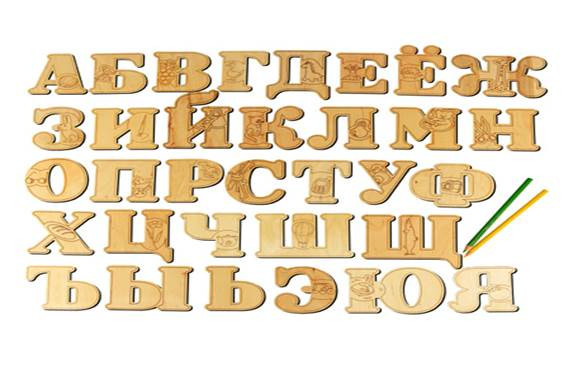 АБВГДЕЁЖ
ЗИЙКЛМН
ОПРСТУФ
ХЦЧШЩ
ЪЫЬЭЮЯ